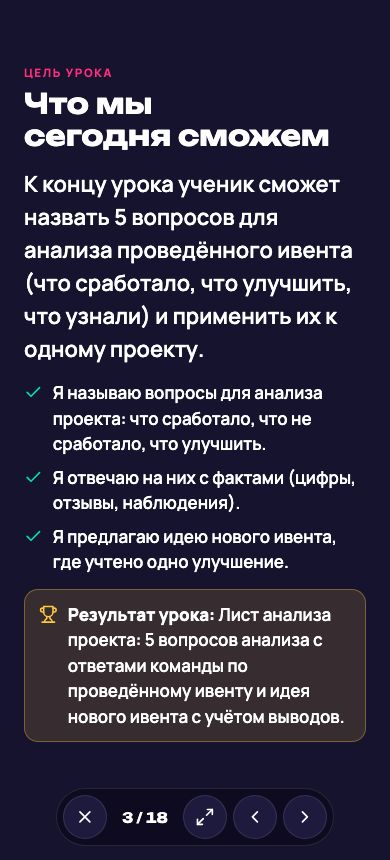 ЦЕЛЬ УРОКА
Что мы
сегодня сможем
К концу урока ученик сможет
назвать 5 вопросов для
анализа проведённого ивента
(что сработало, что улучшить,
что узнали) и применить их к
одному проекту.
Я называю вопросы для анализа
проекта: что сработало, что не
сработало, что улучшить.
Я отвечаю на них с фактами (цифры,
отзывы, наблюдения).
Я предлагаю идею нового ивента,
где учтено одно улучшение.
Результат урока: Лист анализа
проекта: 5 вопросов анализа с
ответами команды по
проведённому ивенту и идея
нового ивента с учётом выводов.
3 / 18